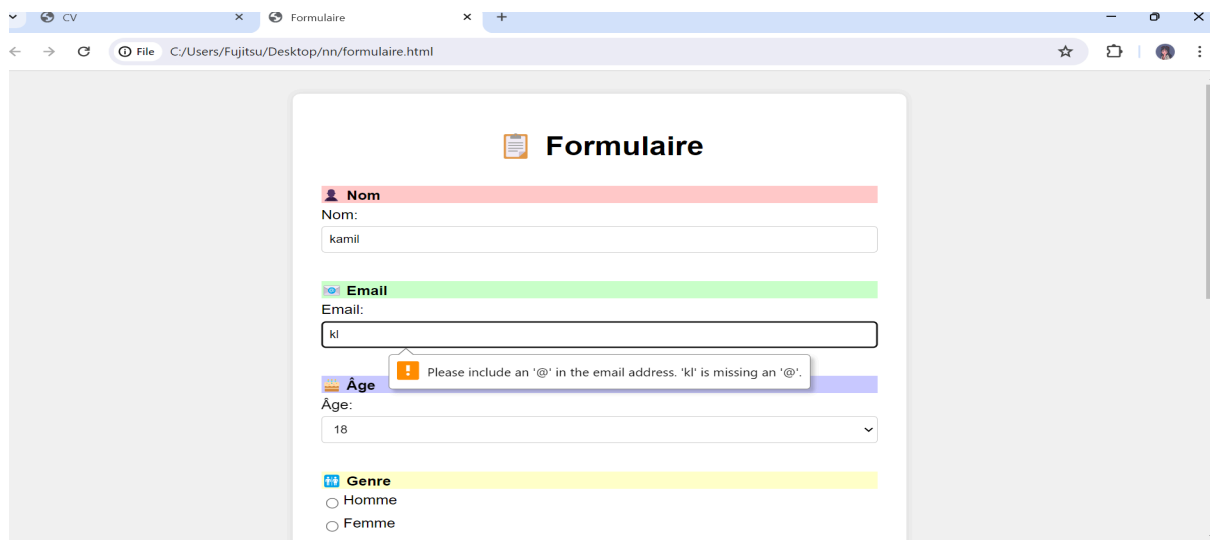 CV
Formulaire
File C:/Users/Fujitsu/Desktop/nn/formulaire.html
Formulaire
Nom
Nom:
kamil
Email
Email:
kl
Please include an '@' in the email address. 'kl' is missing an '@'.
Âge
Âge:
18
Genre
Homme
Femme